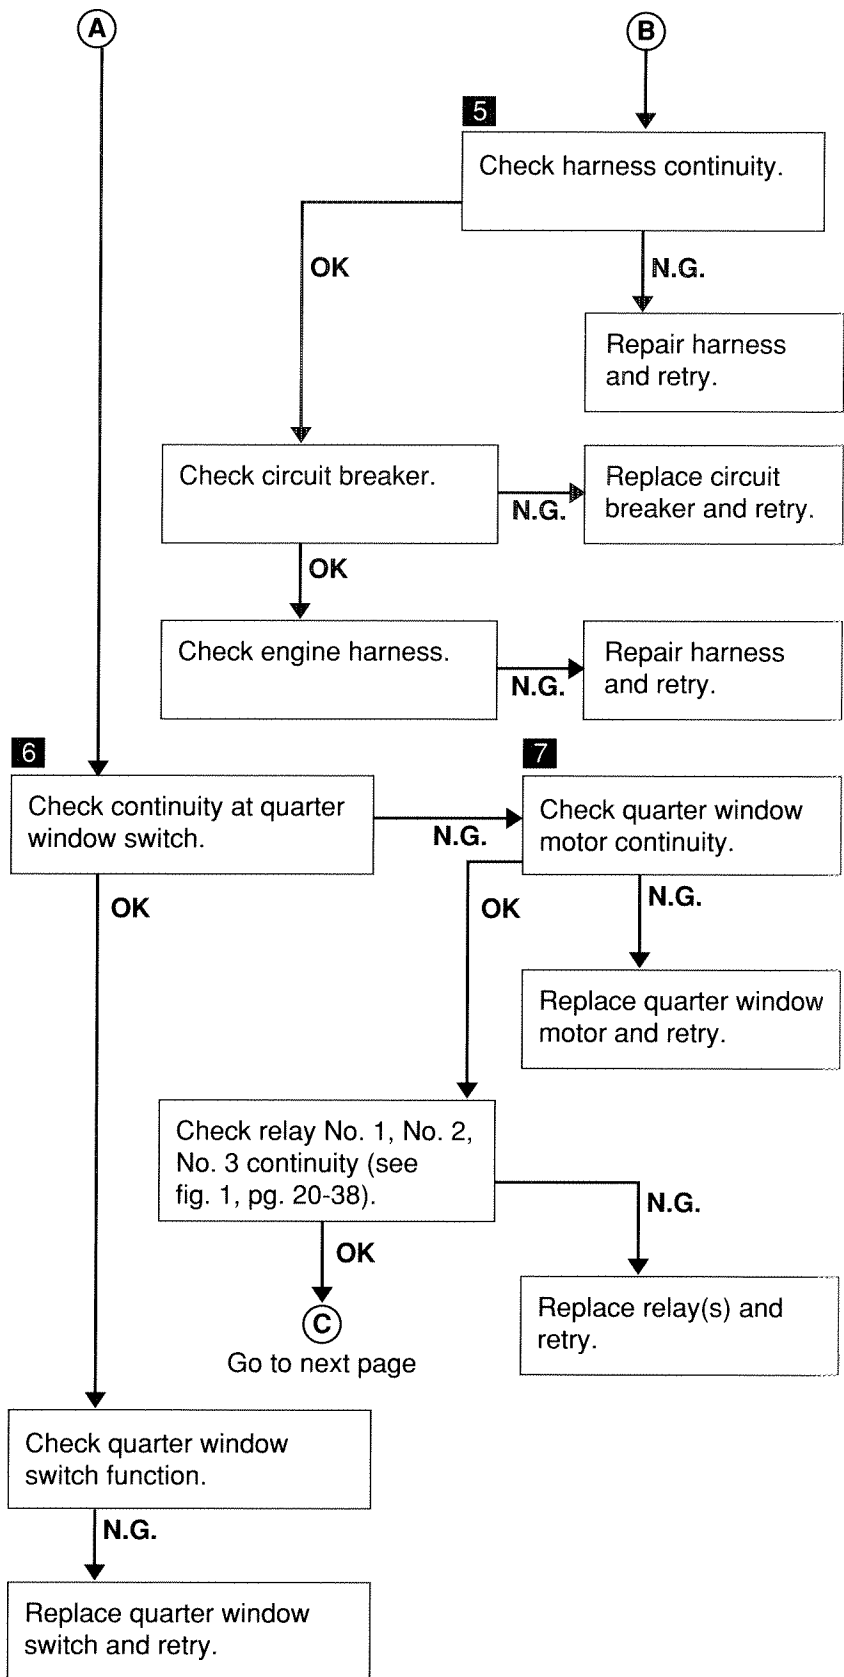 A
B
5
Check harness continuity.
OK
N.G.
Repair harness
and retry.
Check circuit breaker.
N.G.
Replace circuit
breaker and retry.
OK
Check engine harness.
N.G.
Repair harness
and retry.
6
Check continuity at quarter
window switch.
N.G.
7
Check quarter window
motor continuity.
OK
OK
N.G.
Replace quarter window
motor and retry.
Check relay No. 1, No. 2,
No. 3 continuity (see
fig. 1, pg. 20-38).
N.G.
OK
Replace relay(s) and
retry.
C
Go to next page
Check quarter window
switch function.
N.G.
Replace quarter window
switch and retry.